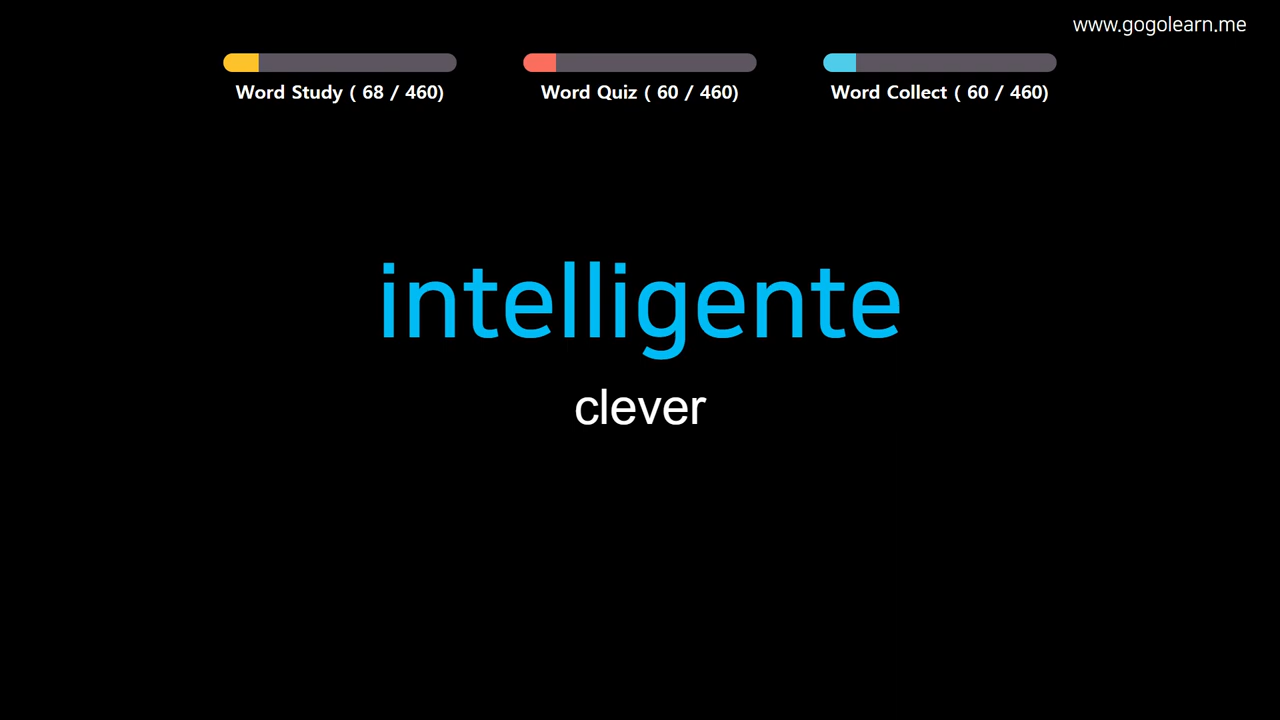 www.gogolearn.me
Word Study ( 68 / 460)
Word Quiz ( 60 / 460)
Word Collect ( 60 / 460)
intelligente
clever